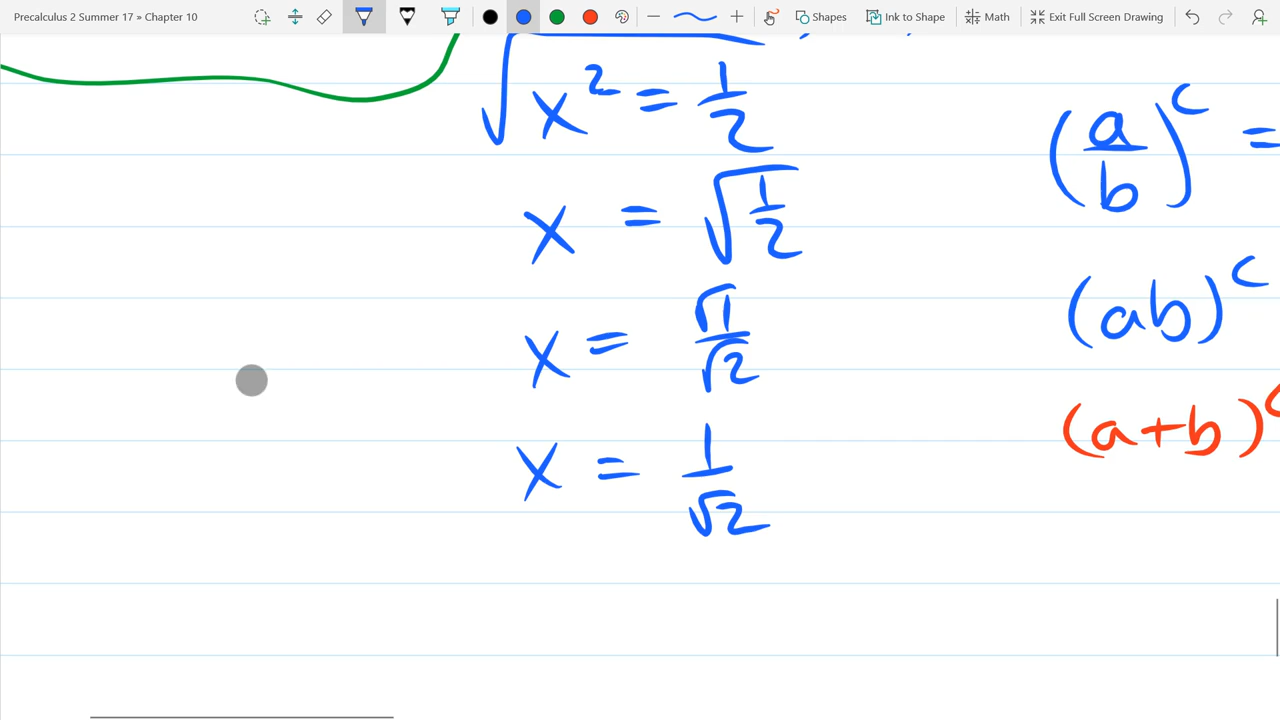 Precalculus 2 Summer 17 » Chapter 10
Shapes
Ink to Shape
Math
Exit Full Screen Drawing
√x² = 1/2
x = √(1/2)
x = √1/√2
x = 1/√2
(a/b)^c =
(ab)^c
(a+b)^c